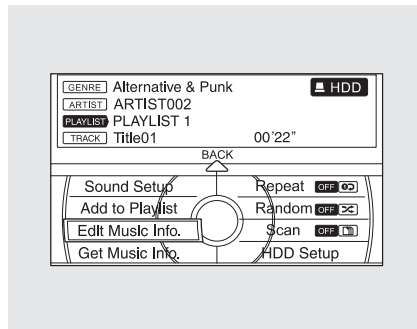 GENRE Alternative & Punk HDD
ARTIST ARTIST002
PLAYLIST PLAYLIST 1
TRACK Title01 00'22"
BACK
Sound Setup Repeat OFF
Add to Playlist Random OFF
Edit Music Info. Scan OFF
Get Music Info. HDD Setup